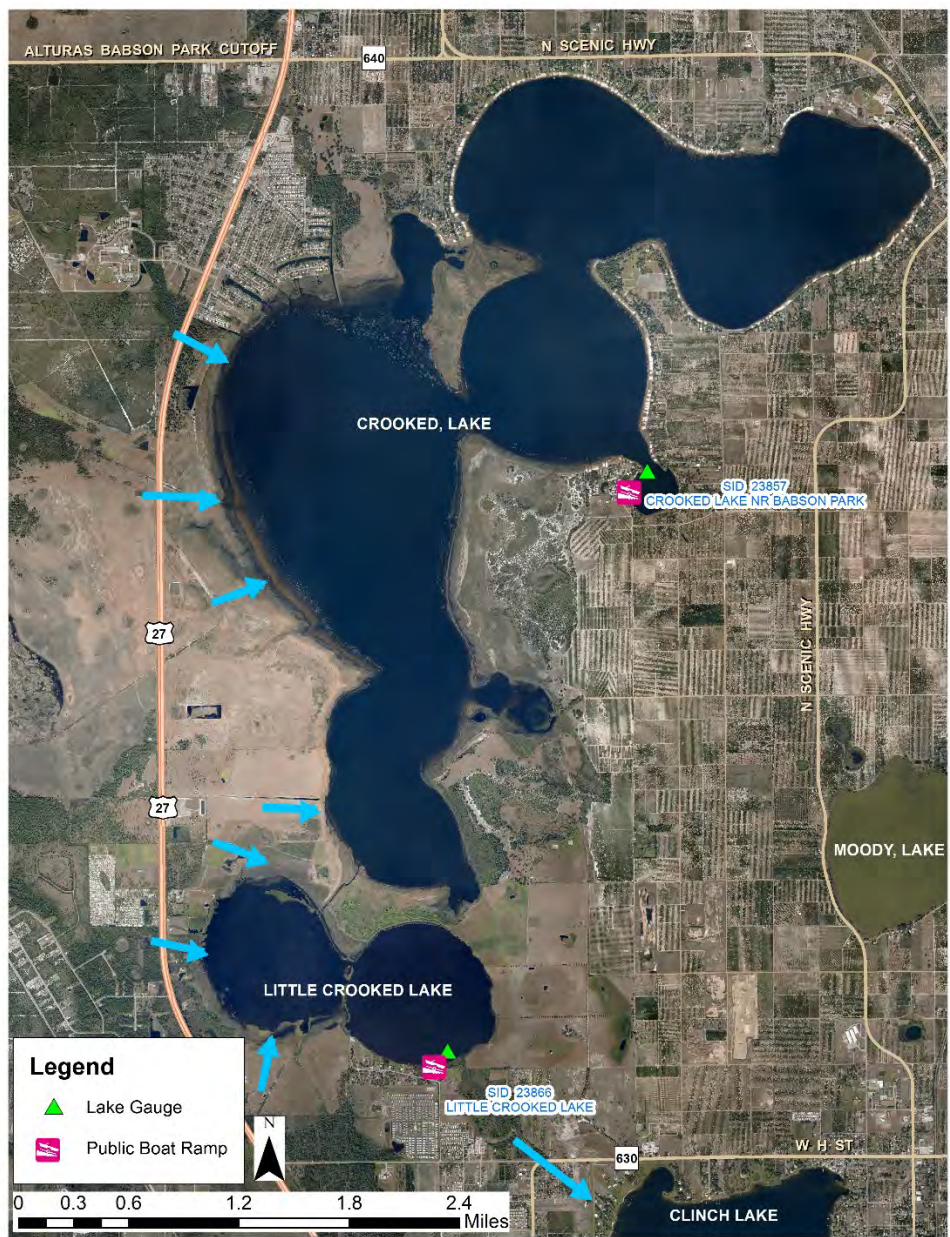 ALTURAS BABSON PARK CUTOFF
640
N SCENIC HWY
CROOKED, LAKE
SID 23857
CROOKED LAKE NR BABSON PARK
27
N SCENIC HWY
27
MOODY, LAKE
LITTLE CROOKED LAKE
SID 23866
LITTLE CROOKED LAKE
630
W H ST
CLINCH LAKE
Legend
Lake Gauge
Public Boat Ramp
N
0 0.3 0.6 1.2 1.8 2.4
Miles